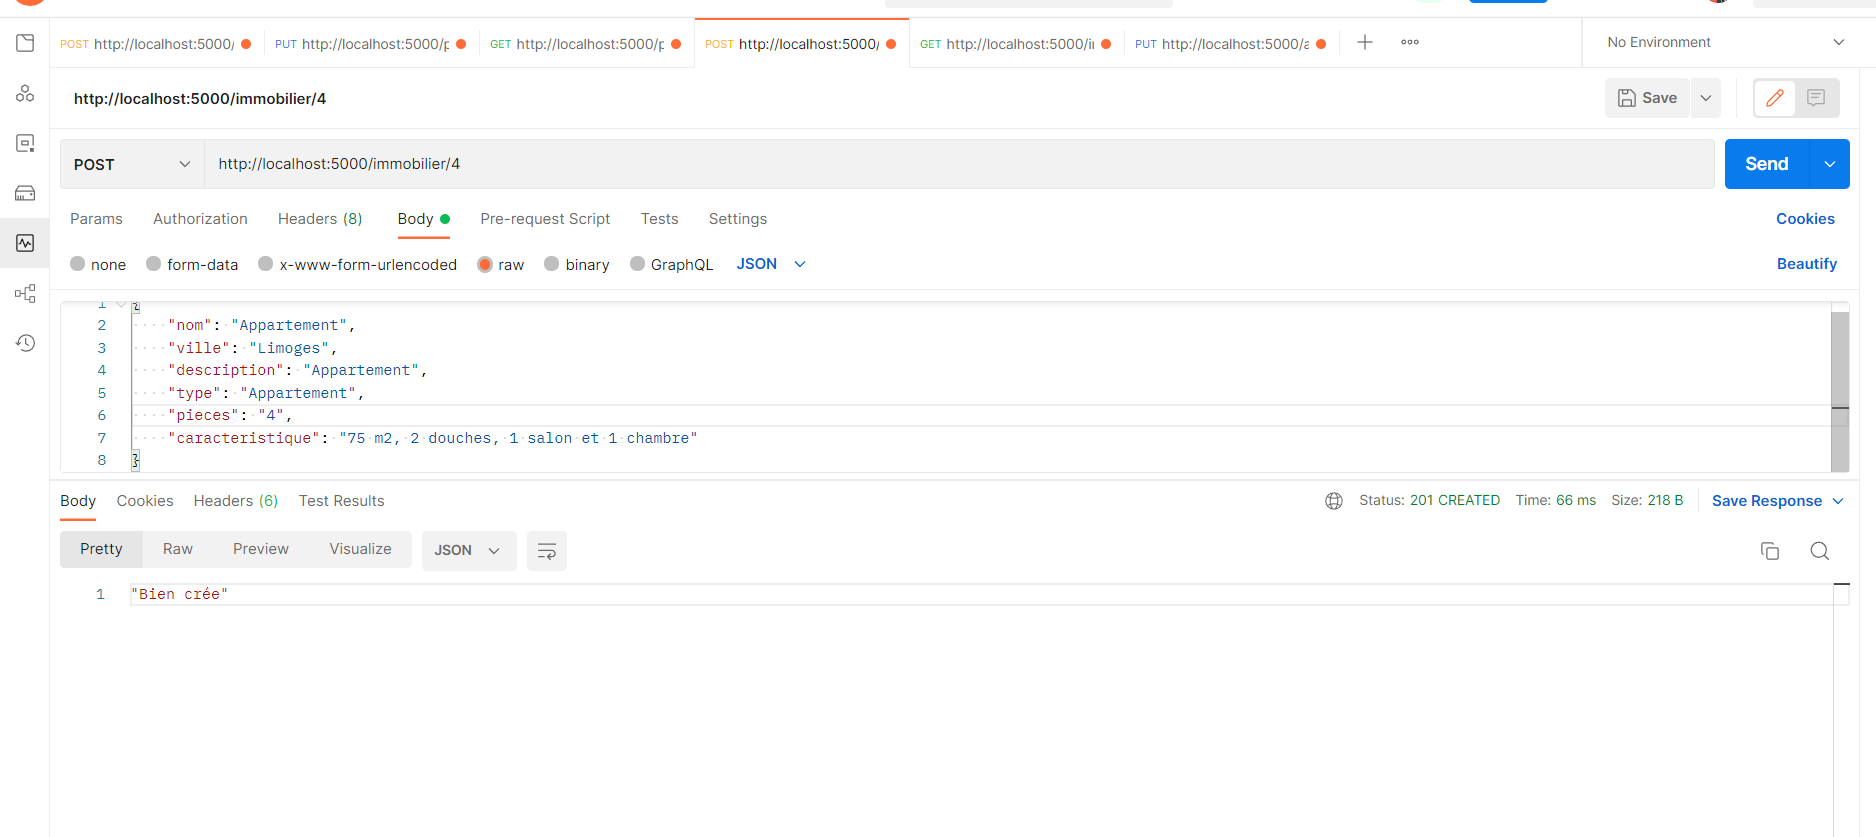 POST http://localhost:5000/
PUT http://localhost:5000/p
GET http://localhost:5000/p
POST http://localhost:5000/
GET http://localhost:5000/i
PUT http://localhost:5000/a
No Environment
http://localhost:5000/immobilier/4
Save
POST
http://localhost:5000/immobilier/4
Send
Params Authorization Headers (8) Body Pre-request Script Tests Settings Cookies
none form-data x-www-form-urlencoded raw binary GraphQL JSON Beautify
1 {
2 "nom": "Appartement",
3 "ville": "Limoges",
4 "description": "Appartement",
5 "type": "Appartement",
6 "pieces": "4",
7 "caracteristique": "75 m2, 2 douches, 1 salon et 1 chambre"
8 }
Body Cookies Headers (6) Test Results Status: 201 CREATED Time: 66 ms Size: 218 B Save Response
Pretty Raw Preview Visualize JSON
1 "Bien crée"